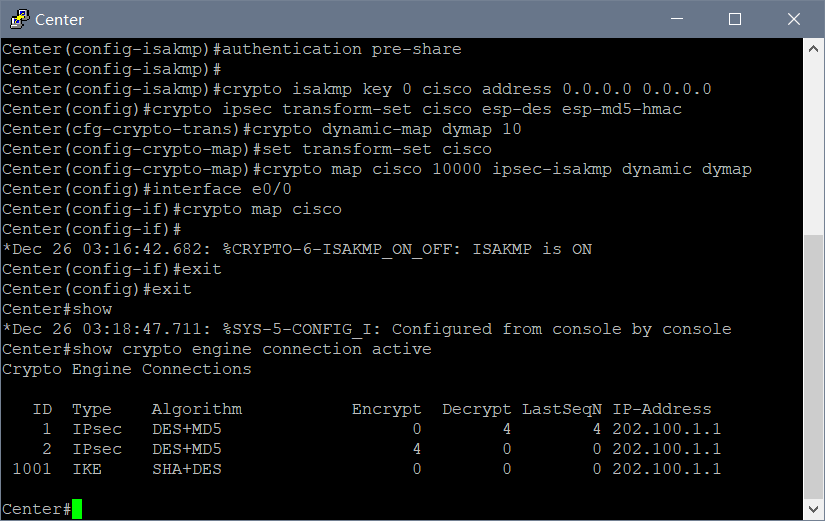 Center
Center(config-isakmp)#authentication pre-share
Center(config-isakmp)#
Center(config-isakmp)#crypto isakmp key 0 cisco address 0.0.0.0 0.0.0.0
Center(config)#crypto ipsec transform-set cisco esp-des esp-md5-hmac
Center(cfg-crypto-trans)#crypto dynamic-map dymap 10
Center(config-crypto-map)#set transform-set cisco
Center(config-crypto-map)#crypto map cisco 10000 ipsec-isakmp dynamic dymap
Center(config)#interface e0/0
Center(config-if)#crypto map cisco
Center(config-if)#
*Dec 26 03:16:42.682: %CRYPTO-6-ISAKMP_ON_OFF: ISAKMP is ON
Center(config-if)#exit
Center(config)#exit
Center#show
*Dec 26 03:18:47.711: %SYS-5-CONFIG_I: Configured from console by console
Center#show crypto engine connection active
Crypto Engine Connections
ID Type Algorithm Encrypt Decrypt LastSeqN IP-Address
1 IPsec DES+MD5 0 4 4 202.100.1.1
2 IPsec DES+MD5 4 0 0 202.100.1.1
1001 IKE SHA+DES 0 0 0 202.100.1.1
Center#